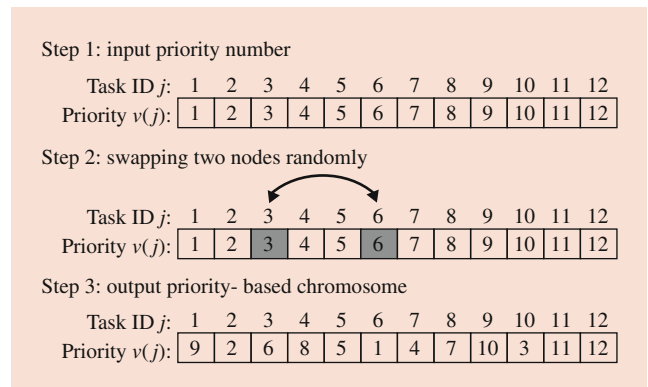 Step 1: input priority number
Task ID j: 1 2 3 4 5 6 7 8 9 10 11 12
Priority v(j): 1 2 3 4 5 6 7 8 9 10 11 12
Step 2: swapping two nodes randomly
Task ID j: 1 2 3 4 5 6 7 8 9 10 11 12
Priority v(j): 1 2 3 4 5 6 7 8 9 10 11 12
Step 3: output priority- based chromosome
Task ID j: 1 2 3 4 5 6 7 8 9 10 11 12
Priority v(j): 9 2 6 8 5 1 4 7 10 3 11 12